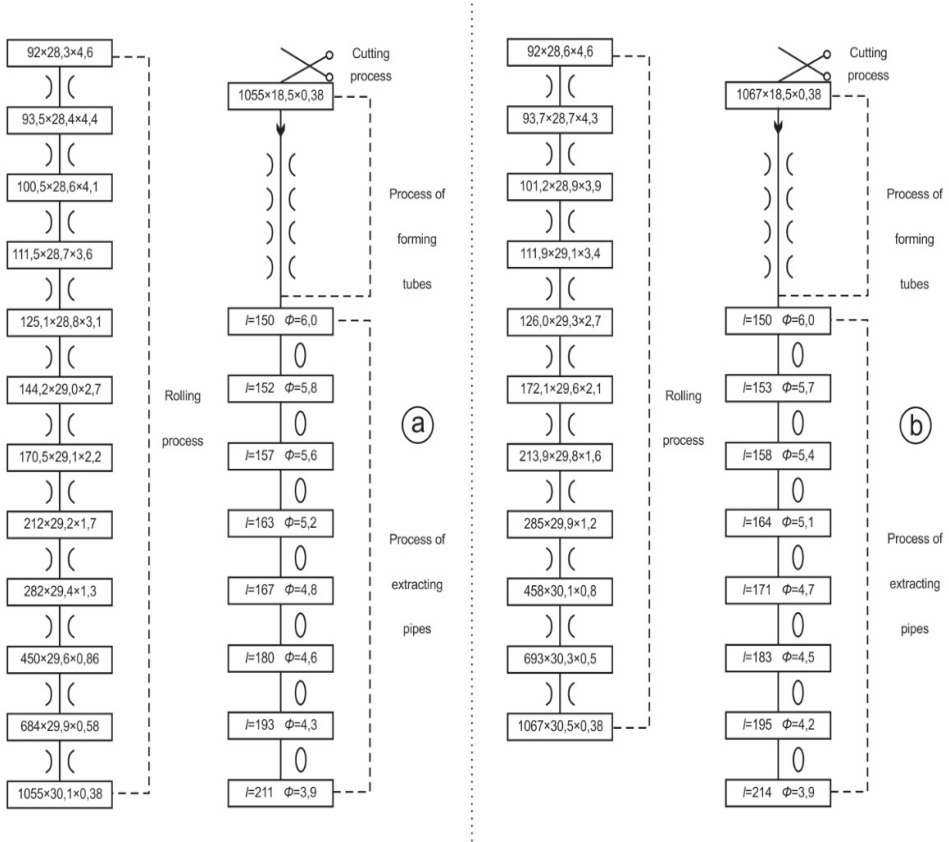 92×28,3×4,6
93,5×28,4×4,4
100,5×28,6×4,1
111,5×28,7×3,6
125,1×28,8×3,1
144,2×29,0×2,7
170,5×29,1×2,2
212×29,2×1,7
282×29,4×1,3
450×29,6×0,86
684×29,9×0,58
1055×30,1×0,38
Rolling
process
Cutting
process
1055×18,5×0,38
Process of
forming
tubes
l=150 Φ=6,0
l=152 Φ=5,8
l=157 Φ=5,6
l=163 Φ=5,2
l=167 Φ=4,8
l=180 Φ=4,6
l=193 Φ=4,3
l=211 Φ=3,9
a
Process of
extracting
pipes
92×28,6×4,6
93,7×28,7×4,3
101,2×28,9×3,9
111,9×29,1×3,4
126,0×29,3×2,7
172,1×29,6×2,1
213,9×29,8×1,6
285×29,9×1,2
458×30,1×0,8
693×30,3×0,5
1067×30,5×0,38
Rolling
process
Cutting
process
1067×18,5×0,38
Process of
forming
tubes
l=150 Φ=6,0
l=153 Φ=5,7
l=158 Φ=5,4
l=164 Φ=5,1
l=171 Φ=4,7
l=183 Φ=4,5
l=195 Φ=4,2
l=214 Φ=3,9
b
Process of
extracting
pipes